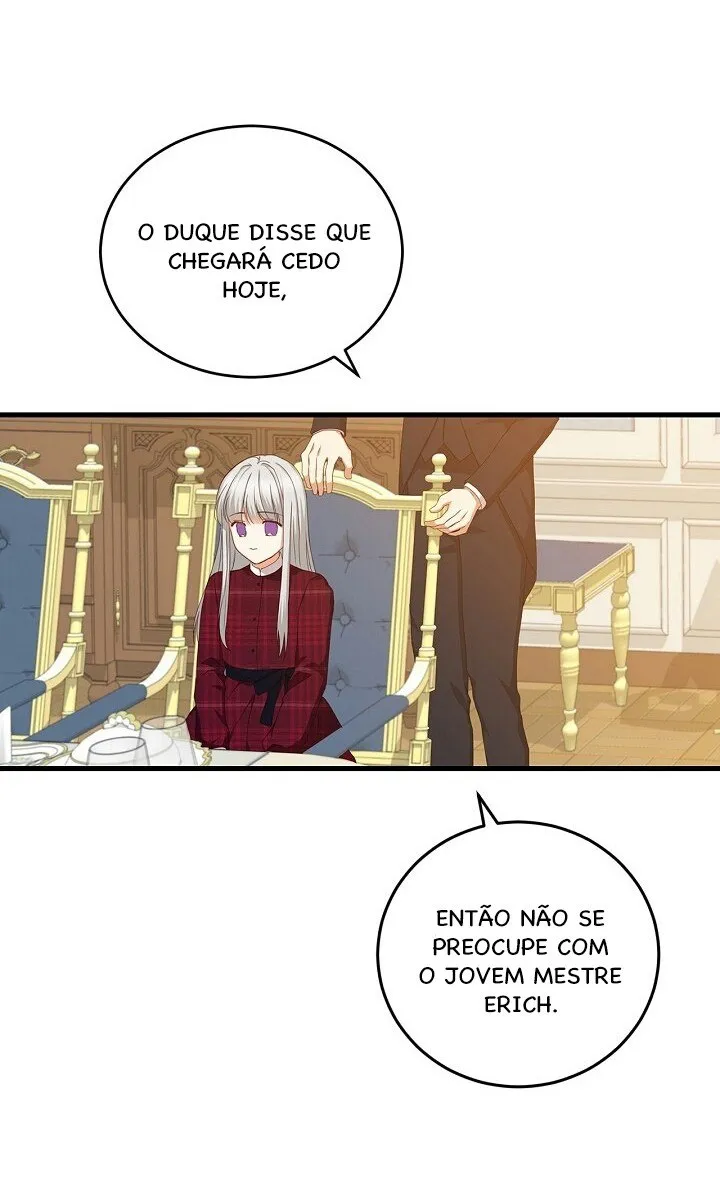 O DUQUE DISSE QUE
CHEGARÁ CEDO
HOJE,
ENTÃO NÃO SE
PREOCUPE COM
O JOVEM MESTRE
ERICH.